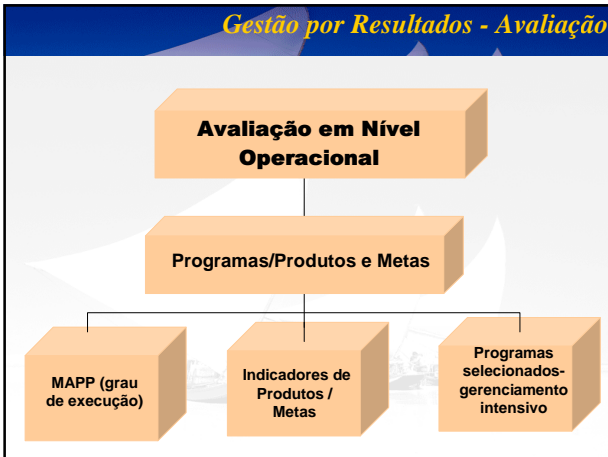 Gestão por Resultados - Avaliação
Avaliação em Nível
Operacional
Programas/Produtos e Metas
MAPP (grau
de execução)
Indicadores de
Produtos /
Metas
Programas
selecionados-
gerenciamento
intensivo